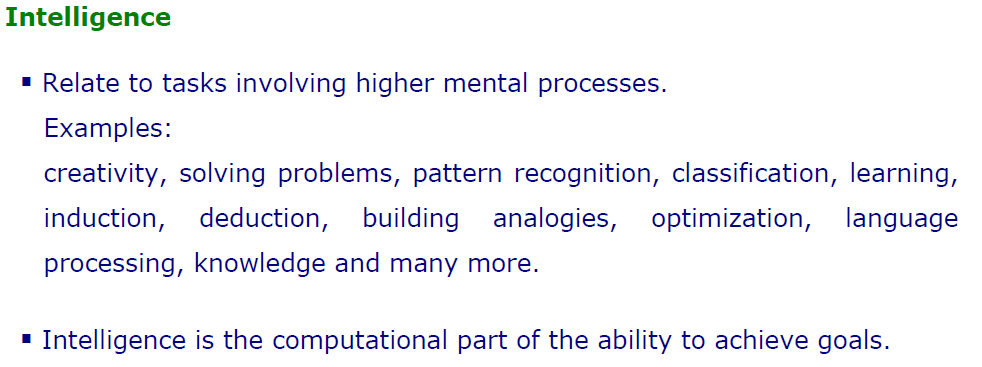 Intelligence
▪ Relate to tasks involving higher mental processes.
Examples:
creativity, solving problems, pattern recognition, classification, learning,
induction, deduction, building analogies, optimization, language
processing, knowledge and many more.
▪ Intelligence is the computational part of the ability to achieve goals.